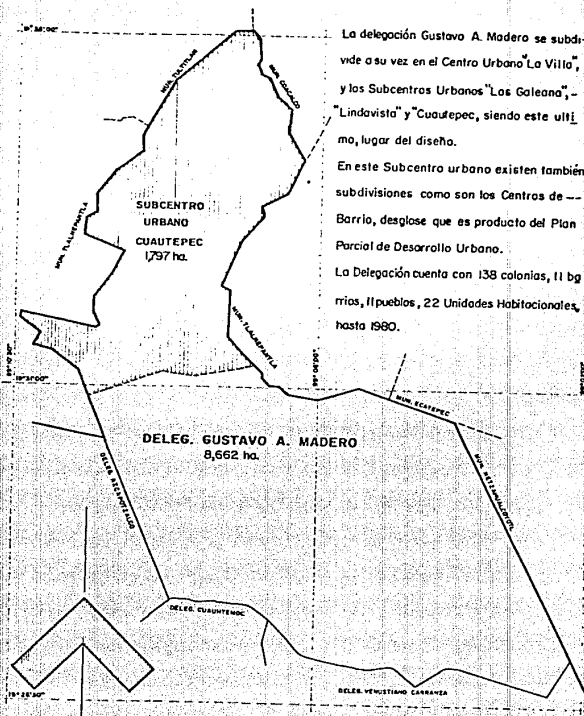 La delegación Gustavo A. Madero se subdi-
vide a su vez en el Centro Urbano "La Villa",
y los Subcentros Urbanos "Los Galeana", -
"Lindavista" y "Cuautepec, siendo este ulti
mo, lugar del diseño.
En este Subcentro urbano existen también
subdivisiones como son los Centros de --
Barrio, desglose que es producto del Plan
Parcial de Desarrollo Urbano.
La Delegación cuenta con 138 colonias, 11 ba
rrios, 11 pueblos, 22 Unidades Habitacionales,
hasta 1980.
MUN. TULTITLAN
MUN. COACALCO
MUN. TLALNEPANTLA
SUBCENTRO
URBANO
CUAUTEPEC
1,797 ha.
MUN. TLALNEPANTLA
MUN. ECATEPEC
DELEG. GUSTAVO A. MADERO
8,662 ha.
DELEG. AZCAPOTZALCO
MUN. NETZAHUALCOYOTL
DELEG. CUAUHTEMOC
DELEG. VENUSTIANO CARRANZA